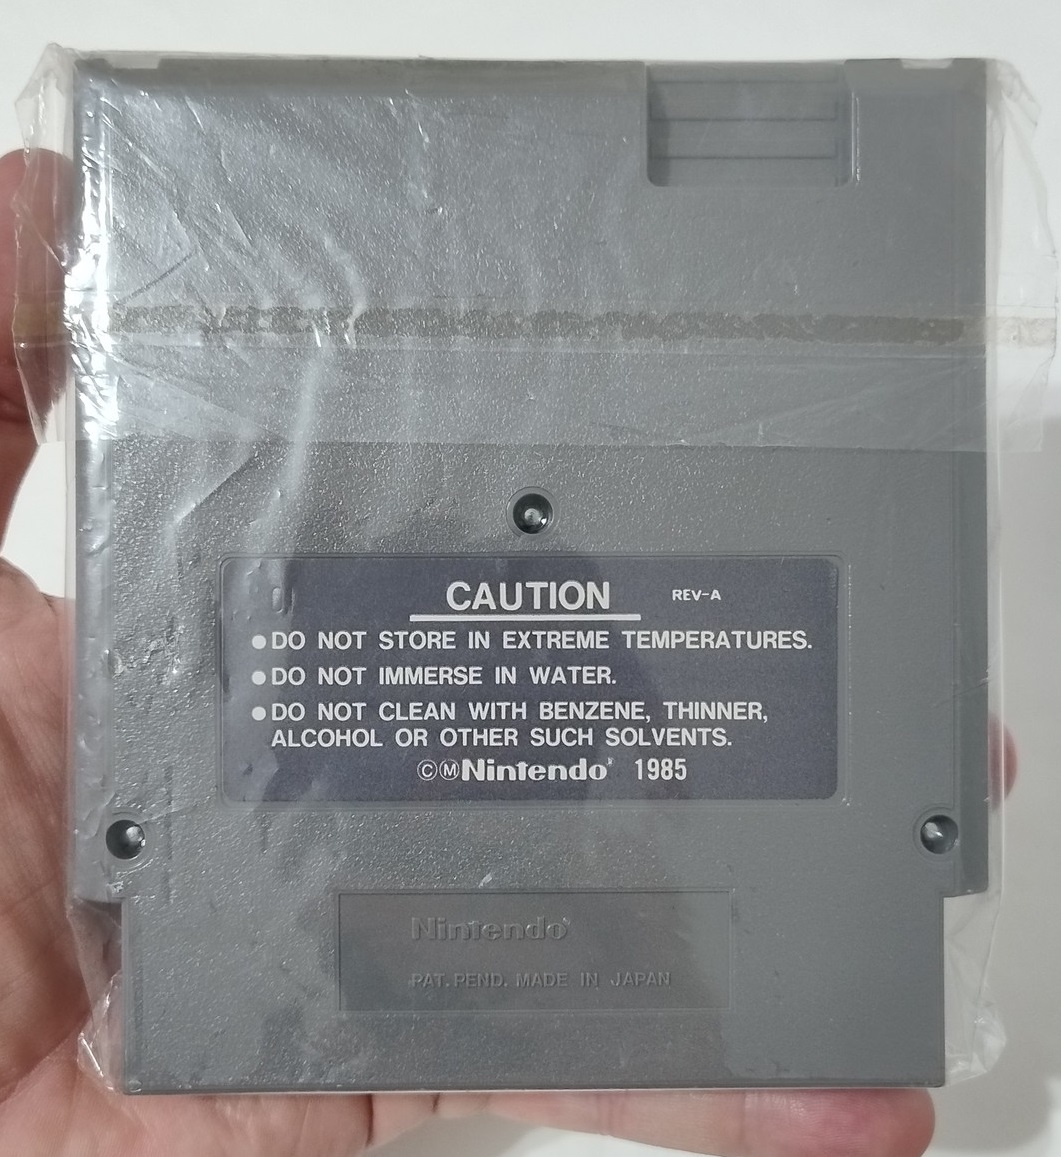 CAUTION REV-A
●DO NOT STORE IN EXTREME TEMPERATURES.
●DO NOT IMMERSE IN WATER.
●DO NOT CLEAN WITH BENZENE, THINNER,
ALCOHOL OR OTHER SUCH SOLVENTS.
©ⓂNintendo® 1985
Nintendo®
PAT. PEND. MADE IN JAPAN